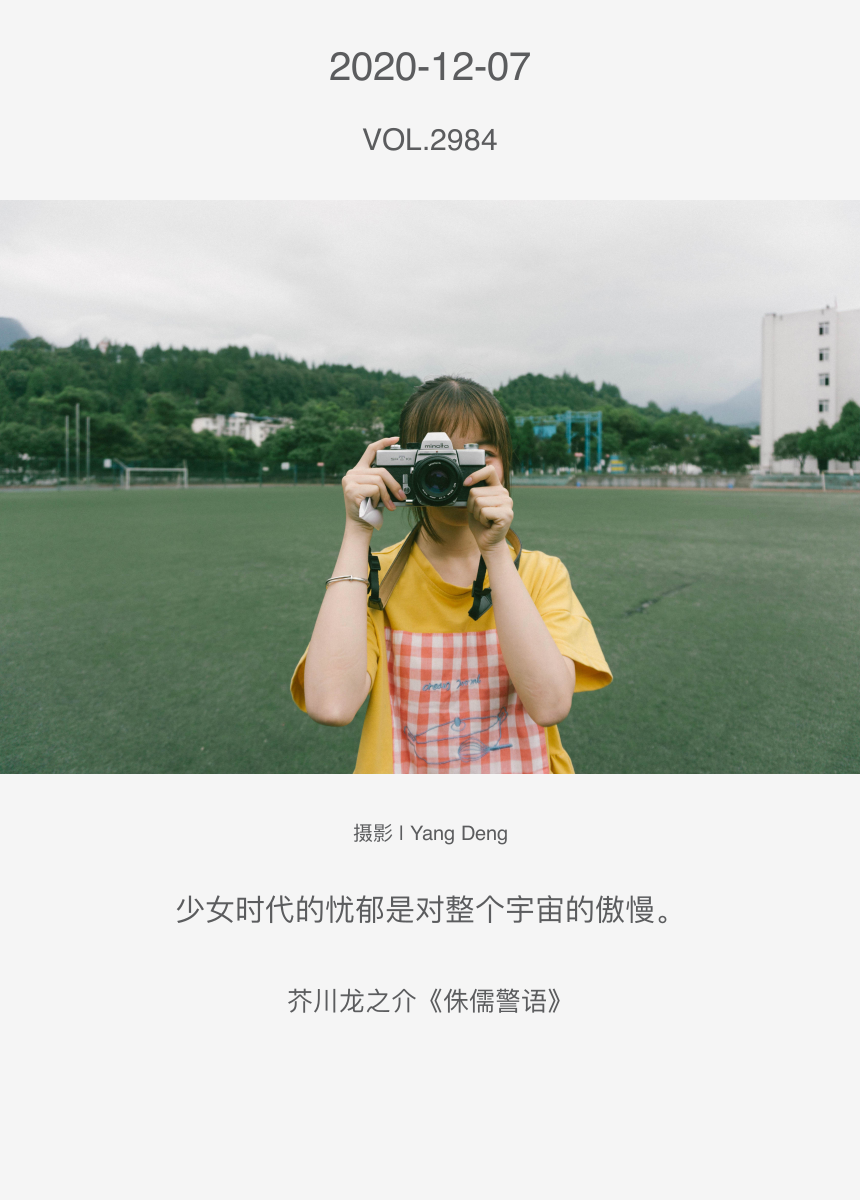 2020-12-07
VOL.2984
minolta
摄影 | Yang Deng
少女时代的忧郁是对整个宇宙的傲慢。
芥川龙之介《侏儒警语》